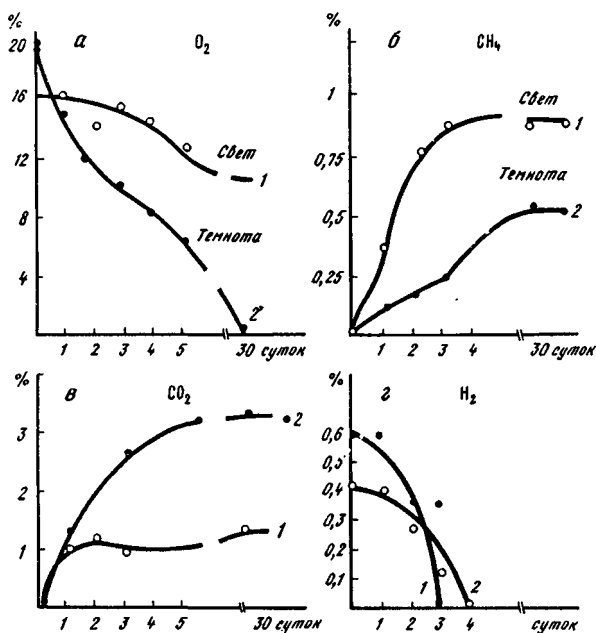 % а O₂
20
16
12
8
4
Свет
1
Темнота
2
1 2 3 4 5 30 суток
% б CH₄
1
0,75
0,5
0,25
Свет
1
Темнота
2
1 2 3 4 30 суток
% в CO₂
3
2
1
2
1
1 2 3 4 5 30 суток
% г H₂
0,6
0,5
0,4
0,3
0,2
0,1
1 2
1 2 3 4 суток